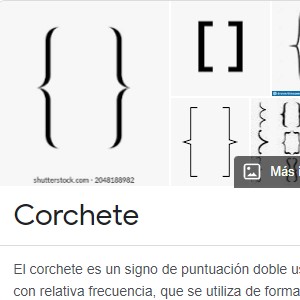 shutterstock.com · 2048188982
Más
Corchete
El corchete es un signo de puntuación doble
con relativa frecuencia, que se utiliza de forma